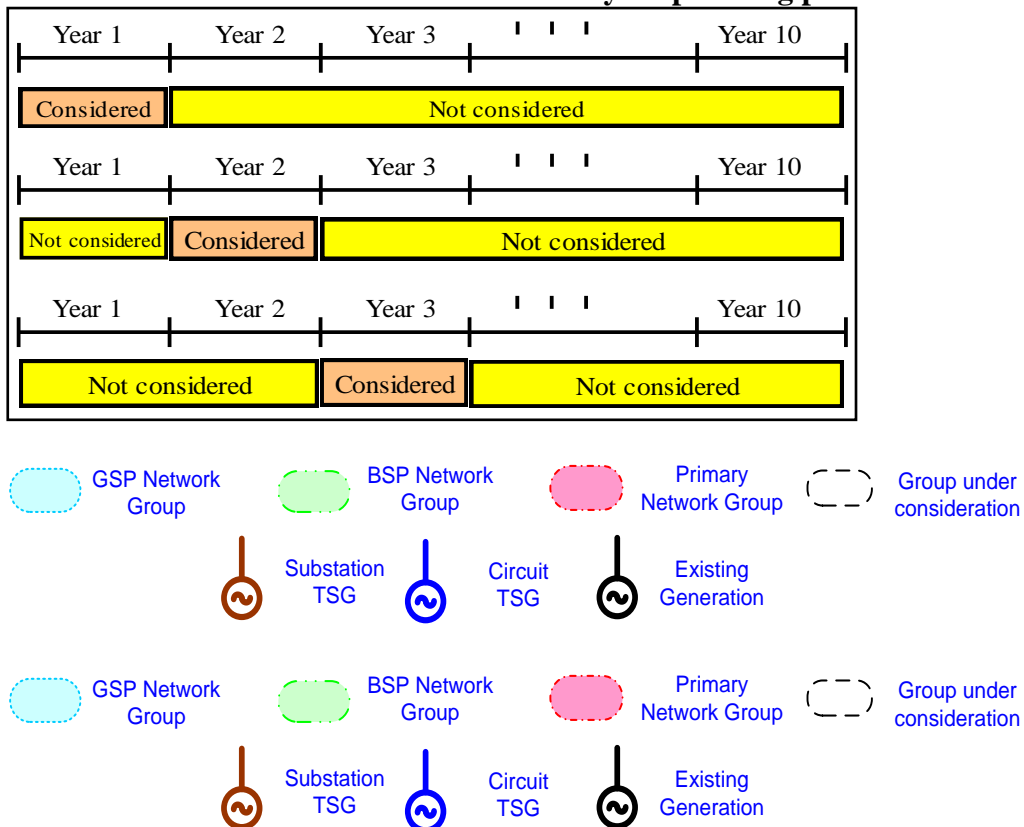 Year 1 Year 2 Year 3 Year 10
Considered Not considered
Year 1 Year 2 Year 3 Year 10
Not considered Considered Not considered
Year 1 Year 2 Year 3 Year 10
Not considered Considered Not considered
GSP Network Group
BSP Network Group
Primary Network Group
Group under consideration
Substation TSG
Circuit TSG
Existing Generation
GSP Network Group
BSP Network Group
Primary Network Group
Group under consideration
Substation TSG
Circuit TSG
Existing Generation